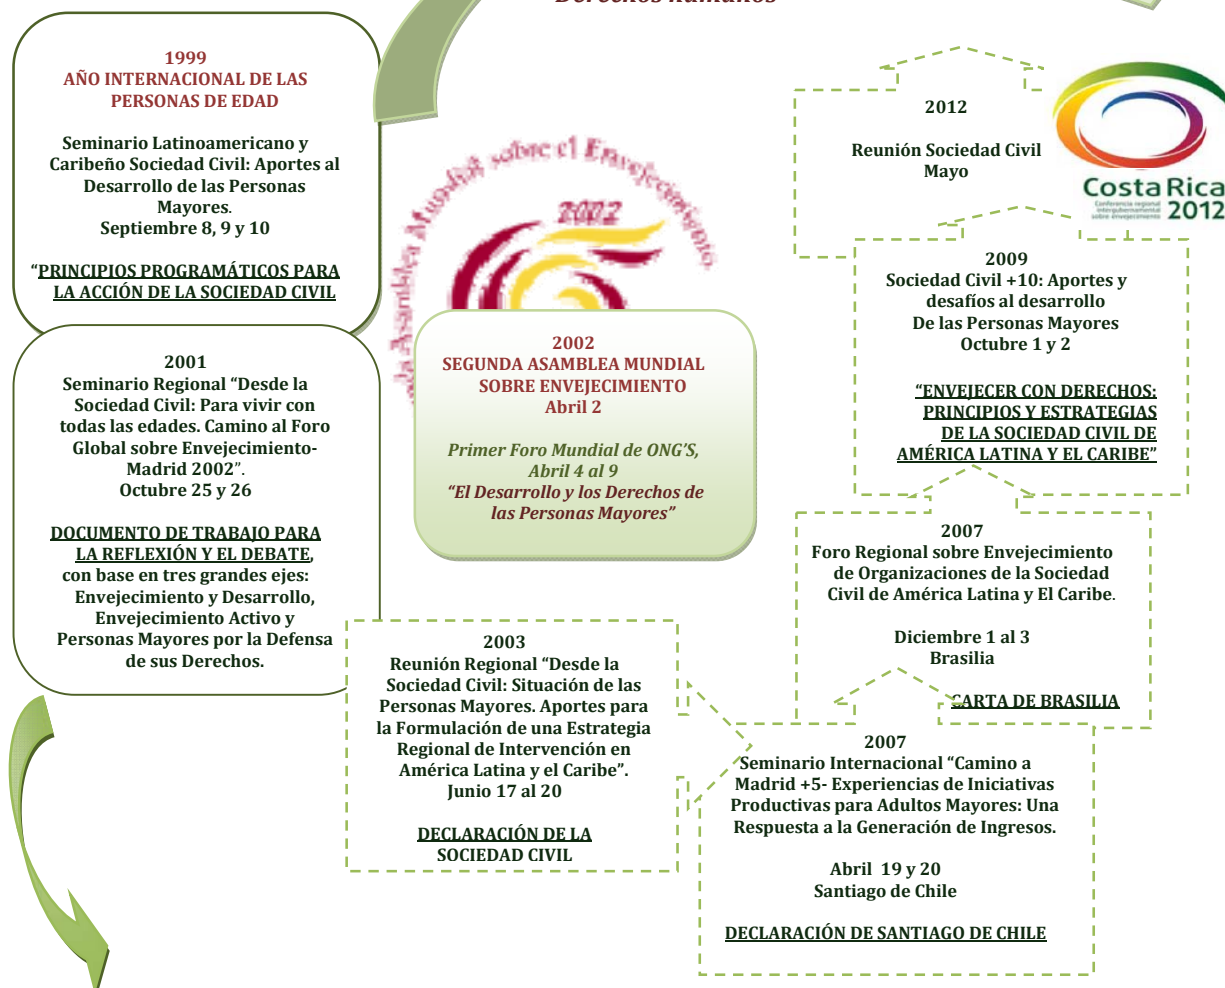 Derechos humanos
1999
AÑO INTERNACIONAL DE LAS
PERSONAS DE EDAD
Seminario Latinoamericano y
Caribeño Sociedad Civil: Aportes al
Desarrollo de las Personas
Mayores.
Septiembre 8, 9 y 10
“PRINCIPIOS PROGRAMÁTICOS PARA
LA ACCIÓN DE LA SOCIEDAD CIVIL
2001
Seminario Regional “Desde la
Sociedad Civil: Para vivir con
todas las edades. Camino al Foro
Global sobre Envejecimiento-
Madrid 2002”.
Octubre 25 y 26
DOCUMENTO DE TRABAJO PARA
LA REFLEXIÓN Y EL DEBATE,
con base en tres grandes ejes:
Envejecimiento y Desarrollo,
Envejecimiento Activo y
Personas Mayores por la Defensa
de sus Derechos.
Asamblea Mundial sobre el Envejecimiento
2002
2002
SEGUNDA ASAMBLEA MUNDIAL
SOBRE ENVEJECIMIENTO
Abril 2
Primer Foro Mundial de ONG’S,
Abril 4 al 9
“El Desarrollo y los Derechos de
las Personas Mayores”
2003
Reunión Regional “Desde la
Sociedad Civil: Situación de las
Personas Mayores. Aportes para
la Formulación de una Estrategia
Regional de Intervención en
América Latina y el Caribe”.
Junio 17 al 20
DECLARACIÓN DE LA
SOCIEDAD CIVIL
2007
Seminario Internacional “Camino a
Madrid +5- Experiencias de Iniciativas
Productivas para Adultos Mayores: Una
Respuesta a la Generación de Ingresos.
Abril 19 y 20
Santiago de Chile
DECLARACIÓN DE SANTIAGO DE CHILE
2007
Foro Regional sobre Envejecimiento
de Organizaciones de la Sociedad
Civil de América Latina y El Caribe.
Diciembre 1 al 3
Brasilia
CARTA DE BRASILIA
2009
Sociedad Civil +10: Aportes y
desafíos al desarrollo
De las Personas Mayores
Octubre 1 y 2
“ENVEJECER CON DERECHOS:
PRINCIPIOS Y ESTRATEGIAS
DE LA SOCIEDAD CIVIL DE
AMÉRICA LATINA Y EL CARIBE”
2012
Reunión Sociedad Civil
Mayo
Costa Rica
Conferencia regional
intergubernamental
sobre envejecimiento
2012